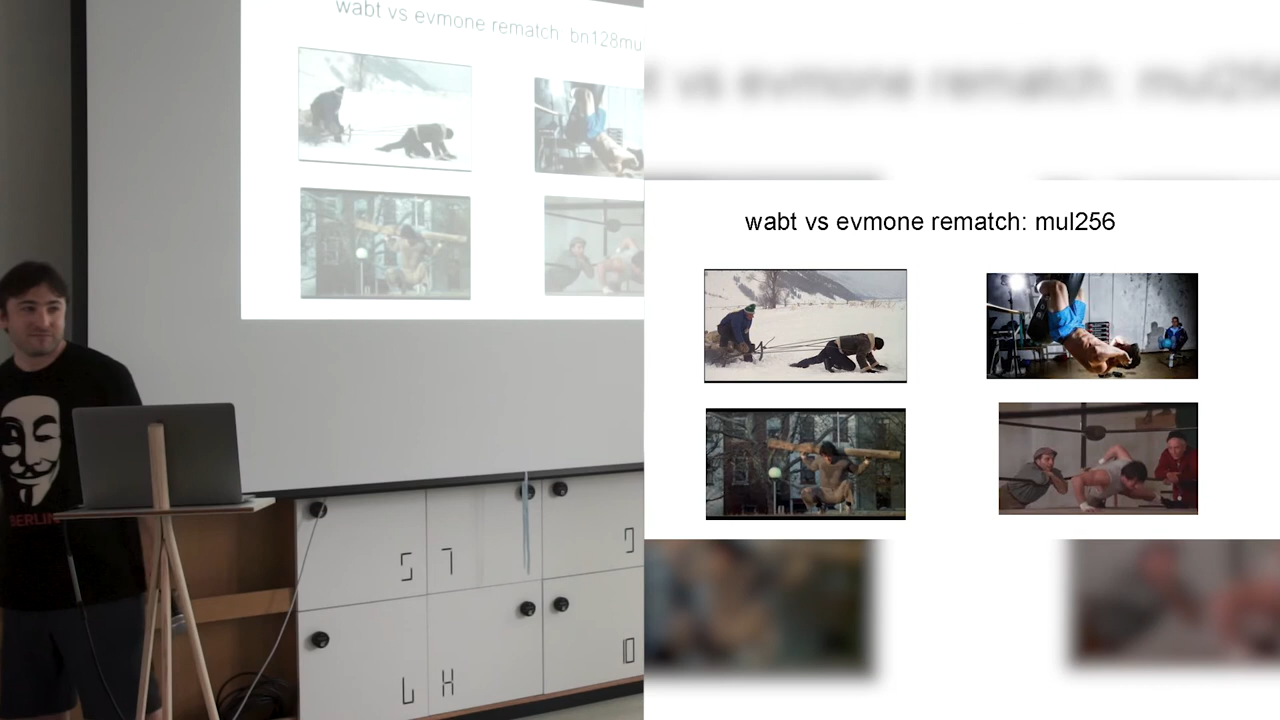 wabt vs evmone rematch bn128mu
BERLIN
wabt vs evmone rematch: mul256